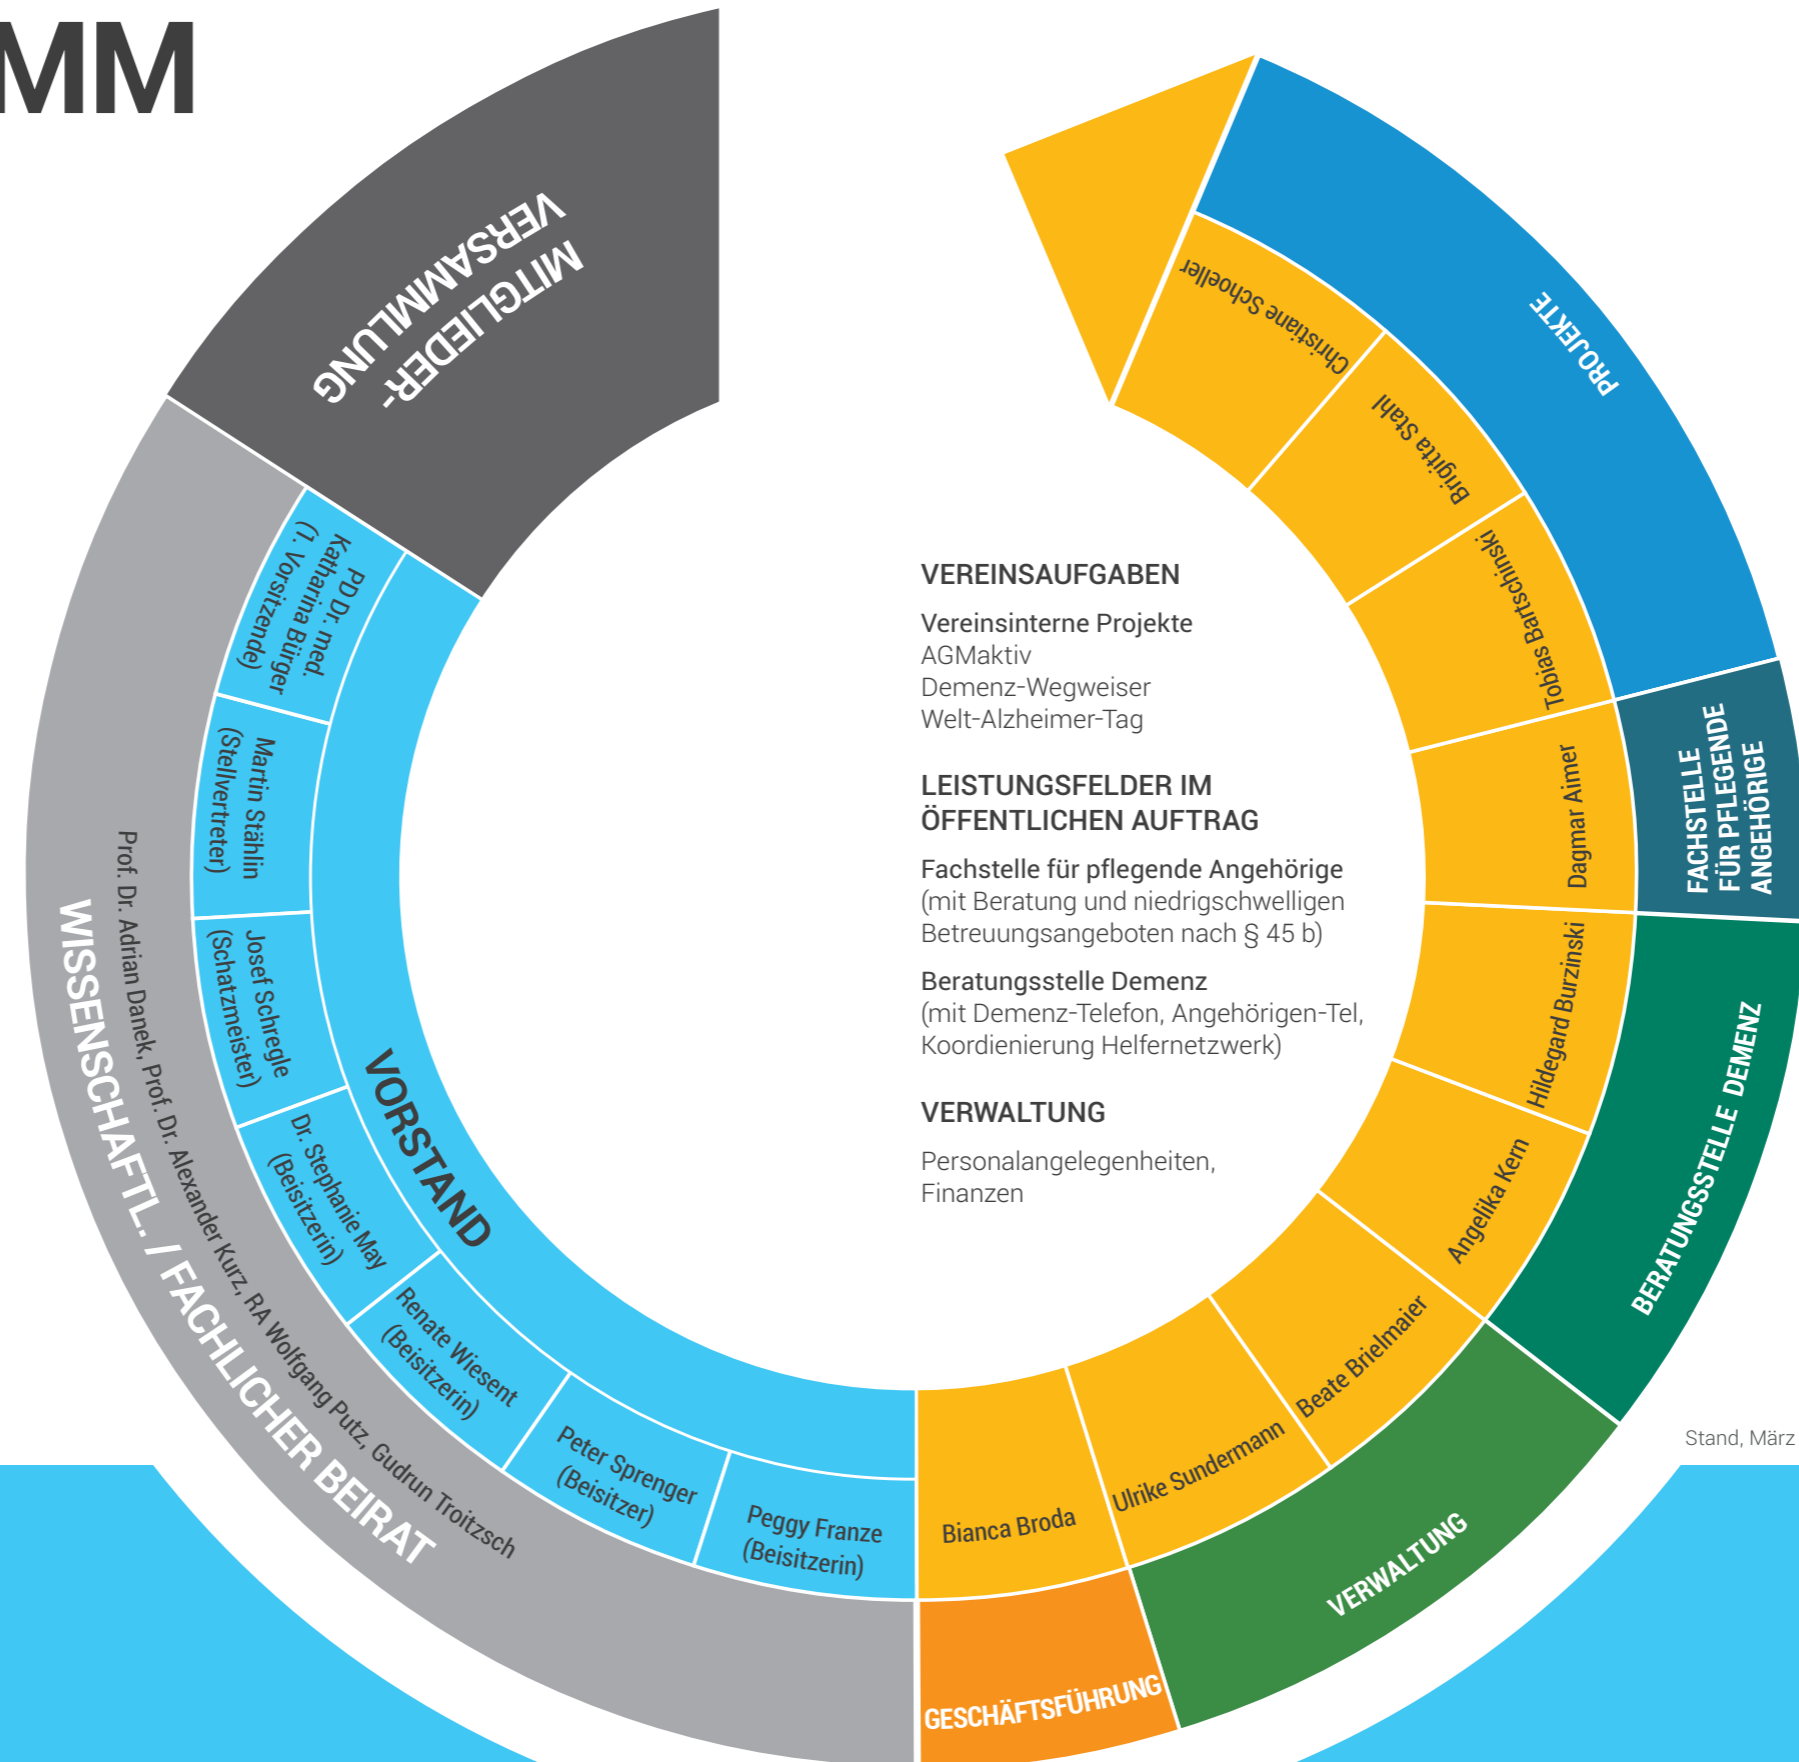 MM
MITGLIEDER-
VERSAMMLUNG
PD Dr. med.
Katharina Bürger
(1. Vorsitzende)
Martin Stählin
(Stellvertreter)
Josef Schregle
(Schatzmeister)
Dr. Stephanie May
(Beisitzerin)
Renate Wiesent
(Beisitzerin)
Peter Sprenger
(Beisitzer)
Peggy Franze
(Beisitzerin)
VORSTAND
Prof. Dr. Adrian Danek, Prof. Dr. Alexander Kurz, RA Wolfgang Putz, Gudrun Troitzsch
WISSENSCHAFTL. / FACHLICHER BEIRAT
VEREINSAUFGABEN
Vereinsinterne Projekte
AGMaktiv
Demenz-Wegweiser
Welt-Alzheimer-Tag
LEISTUNGSFELDER IM
ÖFFENTLICHEN AUFTRAG
Fachstelle für pflegende Angehörige
(mit Beratung und niedrigschwelligen
Betreuungsangeboten nach § 45 b)
Beratungsstelle Demenz
(mit Demenz-Telefon, Angehörigen-Tel,
Koordienierung Helfernetzwerk)
VERWALTUNG
Personalangelegenheiten,
Finanzen
Christiane Schoeller
Brigitta Stahl
Tobias Bartschinski
Dagmar Aimer
Hildegard Burzinski
Angelika Kern
Beate Brielmaier
Ulrike Sundermann
Bianca Broda
PROJEKTE
FACHSTELLE
FÜR PFLEGENDE
ANGEHÖRIGE
BERATUNGSSTELLE DEMENZ
VERWALTUNG
GESCHÄFTSFÜHRUNG
Stand, März